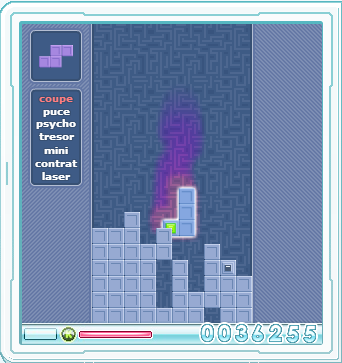 coupe
puce
psycho
tresor
mini
contrat
laser
0036255